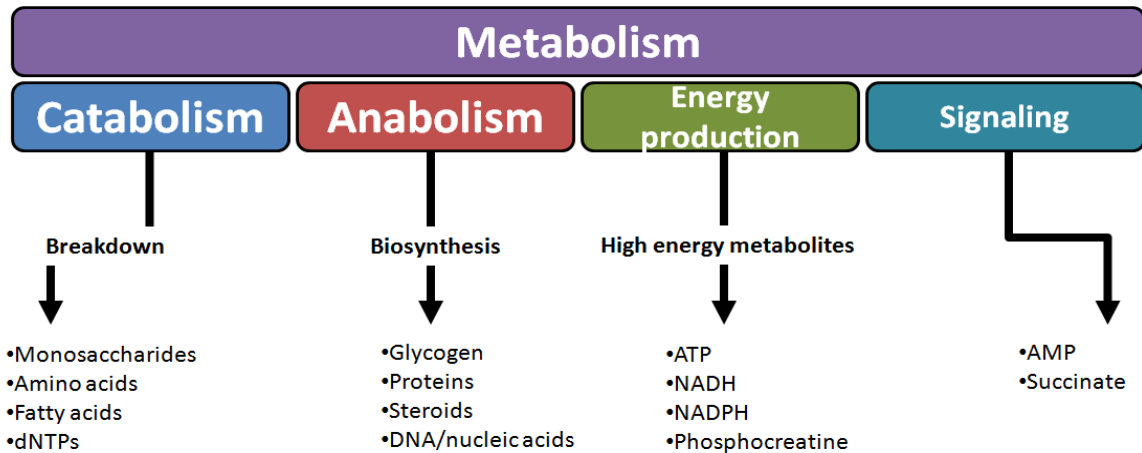 Metabolism
Catabolism
Anabolism
Energy
production
Signaling
Breakdown
Biosynthesis
High energy metabolites
•Monosaccharides
•Amino acids
•Fatty acids
•dNTPs
•Glycogen
•Proteins
•Steroids
•DNA/nucleic acids
•ATP
•NADH
•NADPH
•Phosphocreatine
•AMP
•Succinate